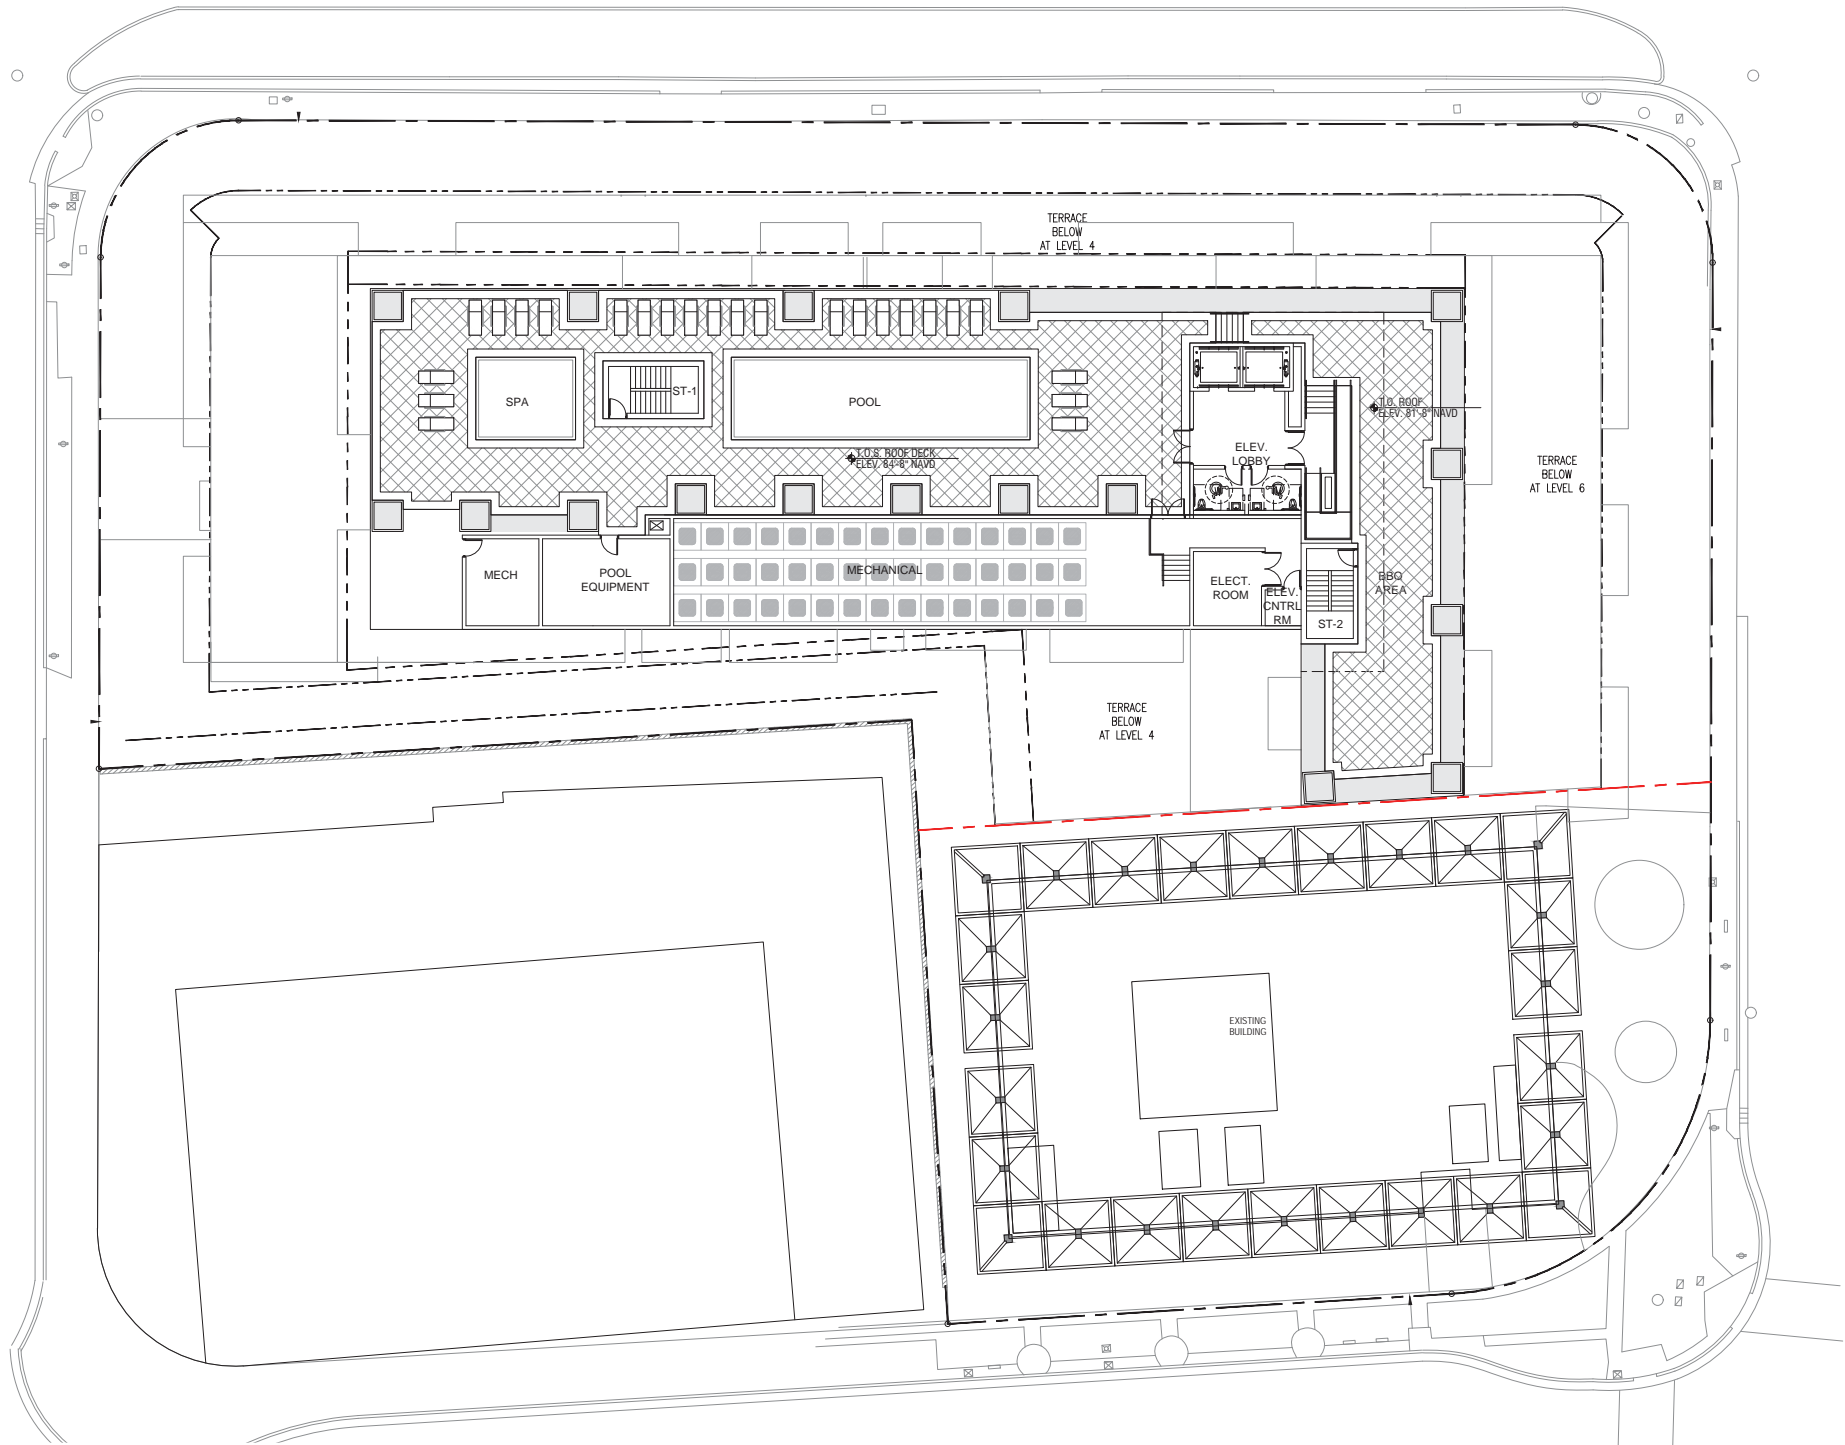 TERRACE
BELOW
AT LEVEL 4
SPA
ST-1
POOL
T.O. ROOF
ELEV. 81'-8" NAVD
T.O.S. ROOF DECK
ELEV. 84'-8" NAVD
ELEV.
LOBBY
TERRACE
BELOW
AT LEVEL 6
MECH
POOL
EQUIPMENT
MECHANICAL
ELECT.
ROOM
ELEV.
CNTRL
RM
BBQ
AREA
ST-2
TERRACE
BELOW
AT LEVEL 4
EXISTING
BUILDING